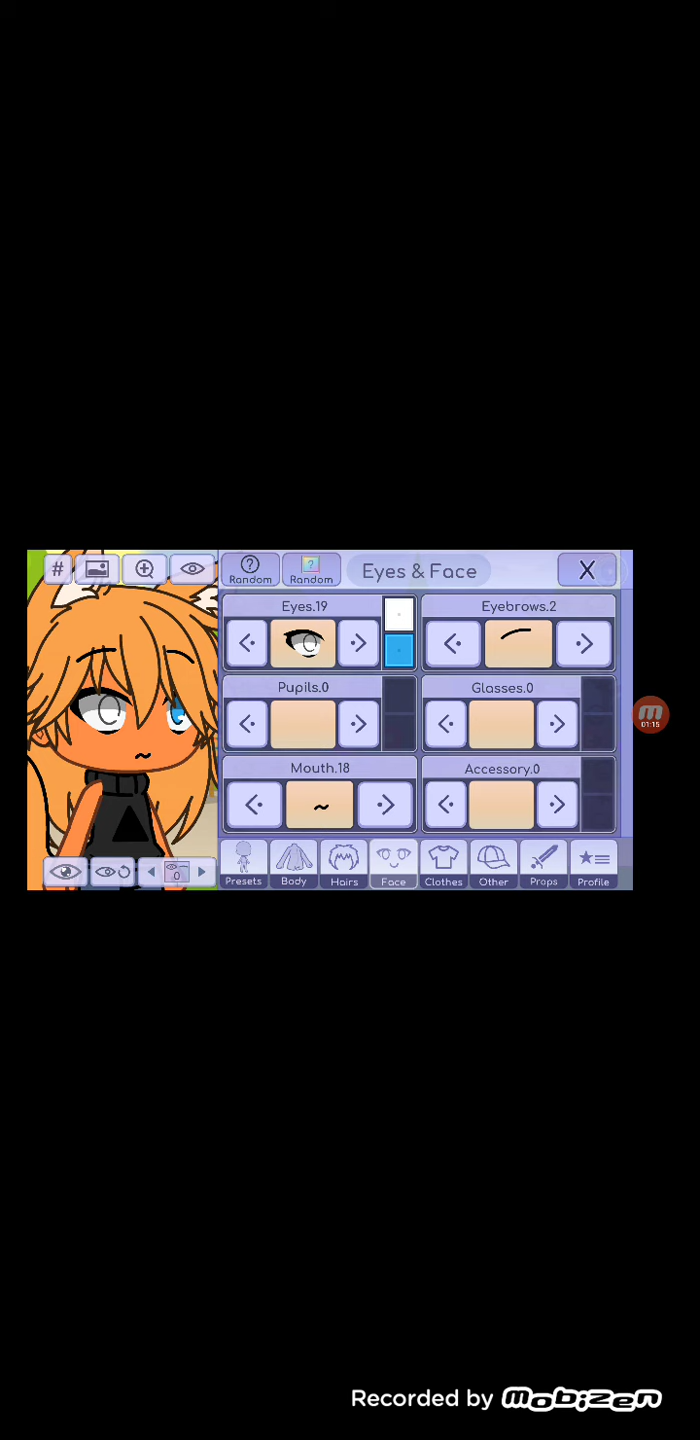 #
Random
Random
Eyes & Face
X
Eyes.19
Eyebrows.2
Pupils.0
Glasses.0
01:15
Mouth.18
Accessory.0
0
Presets
Body
Hairs
Face
Clothes
Other
Props
Profile
Recorded by mobizen